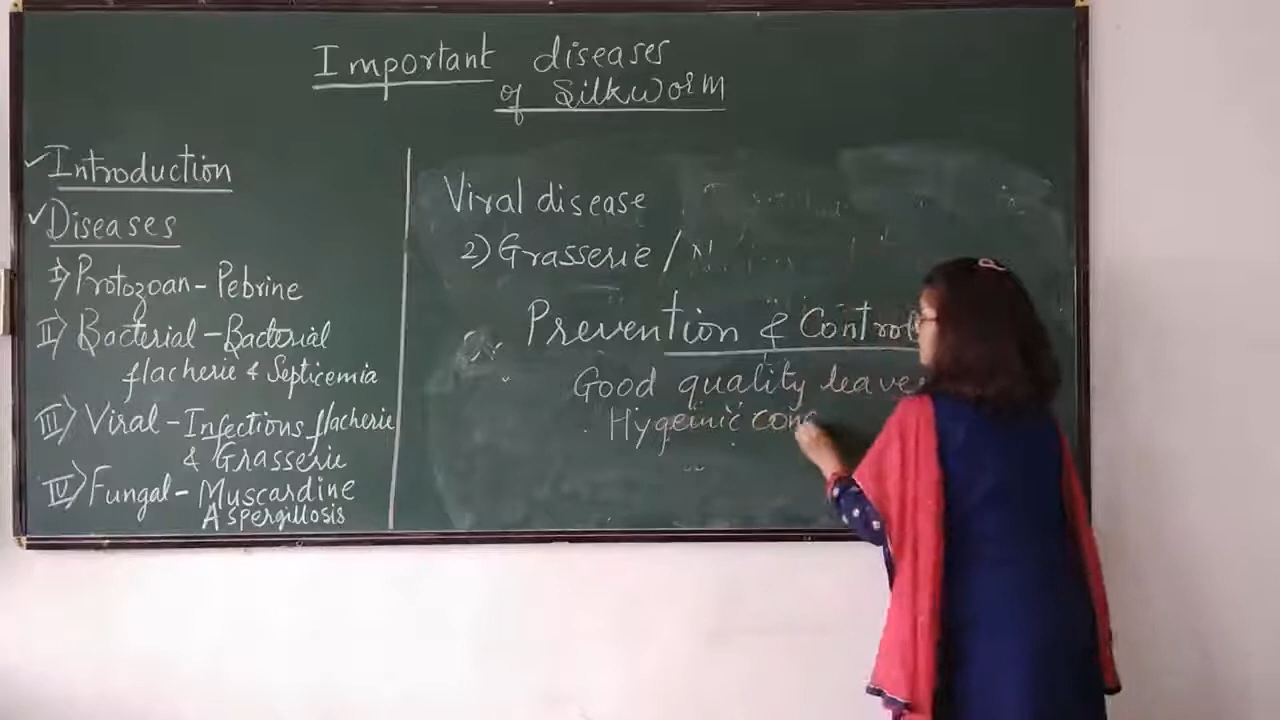 Important diseases
of Silkworm
Introduction
Diseases
I) Protozoan - Pebrine
II) Bacterial - Bacterial
flacherie & Septicemia
III) Viral - Infections flacherie
& Grasserie
IV) Fungal - Muscardine
Aspergillosis
Viral disease
2) Grasserie /
Prevention & Control
Good quality leave
Hygeinic con